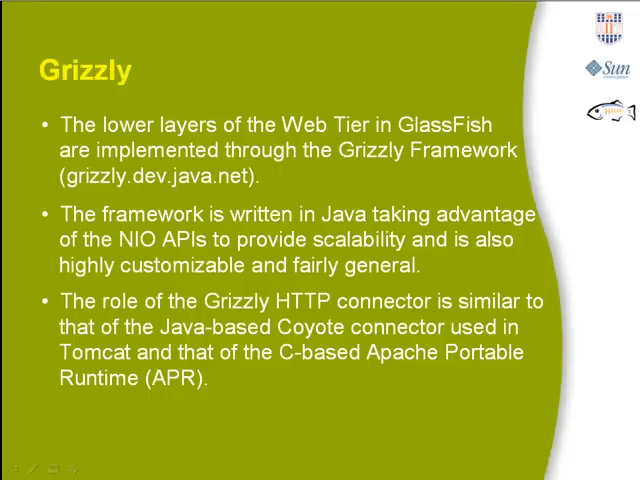 Grizzly
Sun
• The lower layers of the Web Tier in GlassFish
are implemented through the Grizzly Framework
(grizzly.dev.java.net).
• The framework is written in Java taking advantage
of the NIO APIs to provide scalability and is also
highly customizable and fairly general.
• The role of the Grizzly HTTP connector is similar to
that of the Java-based Coyote connector used in
Tomcat and that of the C-based Apache Portable
Runtime (APR).